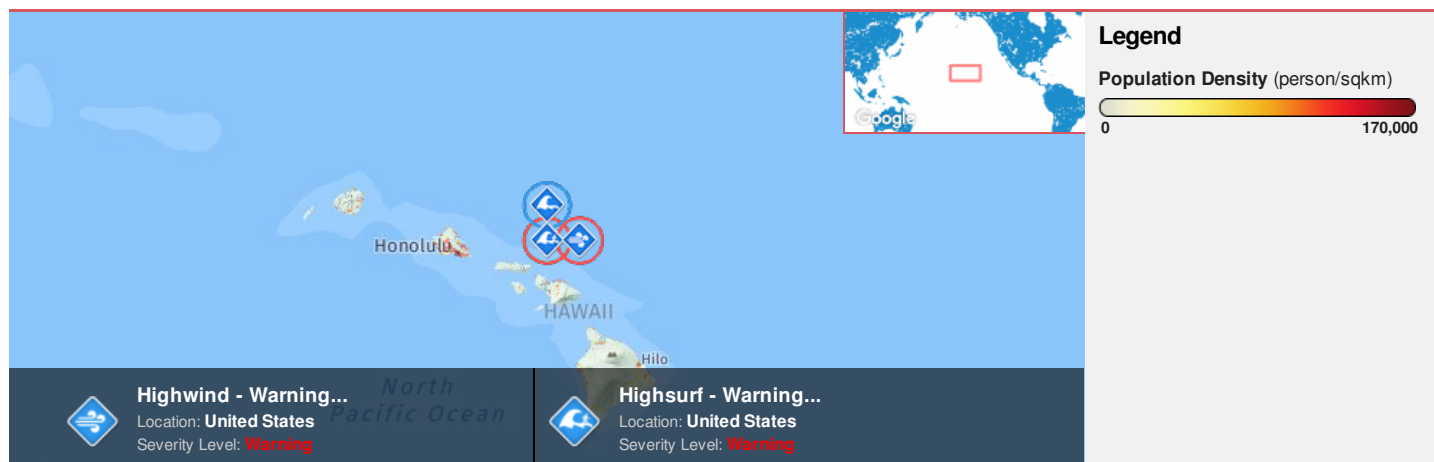 Google
Legend
Population Density (person/sqkm)
0
170,000
Honolulu
HAWAII
Hilo
North
Pacific Ocean
Highwind - Warning...
Location: United States
Severity Level: Warning
Highsurf - Warning...
Location: United States
Severity Level: Warning